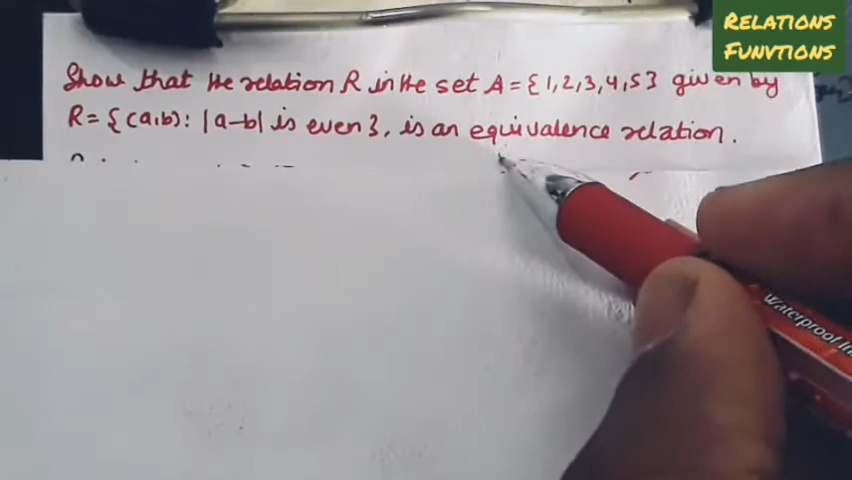 RELATIONS
FUNVTIONS
Show that the relation R in the set A = {1,2,3,4,5} given by
R = {(a,b): |a-b| is even}, is an equivalence relation.
Waterproof In